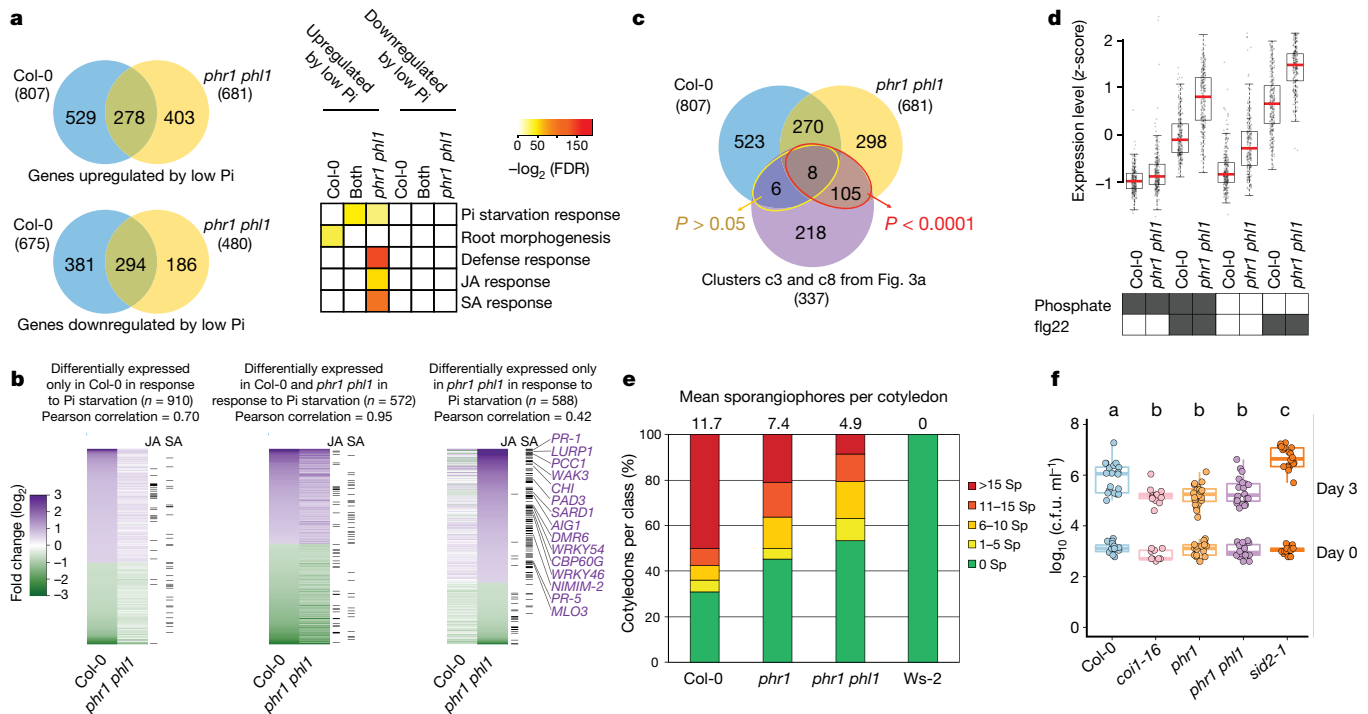 a
Col-0
(807)
phr1 phl1
(681)
529
278
403
Genes upregulated by low Pi
Col-0
(675)
phr1 phl1
(480)
381
294
186
Genes downregulated by low Pi
Upregulated
by low Pi
Downregulated
by low Pi
Col-0
Both
phr1 phl1
Col-0
Both
phr1 phl1
0 50 100 150
–log2 (FDR)
Pi starvation response
Root morphogenesis
Defense response
JA response
SA response
b
Differentially expressed
only in Col-0 in response
to Pi starvation (n = 910)
Pearson correlation = 0.70
Differentially expressed
in Col-0 and phr1 phl1 in
response to Pi starvation (n = 572)
Pearson correlation = 0.95
Differentially expressed only
in phr1 phl1 in response to
Pi starvation (n = 588)
Pearson correlation = 0.42
JA SA
JA SA
JA SA
Fold change (log2)
3
2
1
0
–1
–2
–3
Col-0
phr1 phl1
Col-0
phr1 phl1
Col-0
phr1 phl1
PR-1
LURP1
PCC1
WAK3
CHI
PAD3
SARD1
AIG1
DMR6
WRKY54
CBP60G
WRKY46
NIMIM-2
PR-5
MLO3
c
Col-0
(807)
phr1 phl1
(681)
523
270
298
8
6
105
218
P > 0.05
P < 0.0001
Clusters c3 and c8 from Fig. 3a
(337)
d
Expression level (z-score)
2
1
0
–1
Col-0
phr1 phl1
Col-0
phr1 phl1
Col-0
phr1 phl1
Col-0
phr1 phl1
Phosphate
flg22
e
Mean sporangiophores per cotyledon
11.7 7.4 4.9 0
Cotyledons per class (%)
100
80
60
40
20
0
Col-0
phr1
phr1 phl1
Ws-2
>15 Sp
11–15 Sp
6–10 Sp
1–5 Sp
0 Sp
f
a b b b c
log10 (c.f.u. ml–1)
8
6
4
2
0
Day 3
Day 0
Col-0
coi1-16
phr1
phr1 phl1
sid2-1